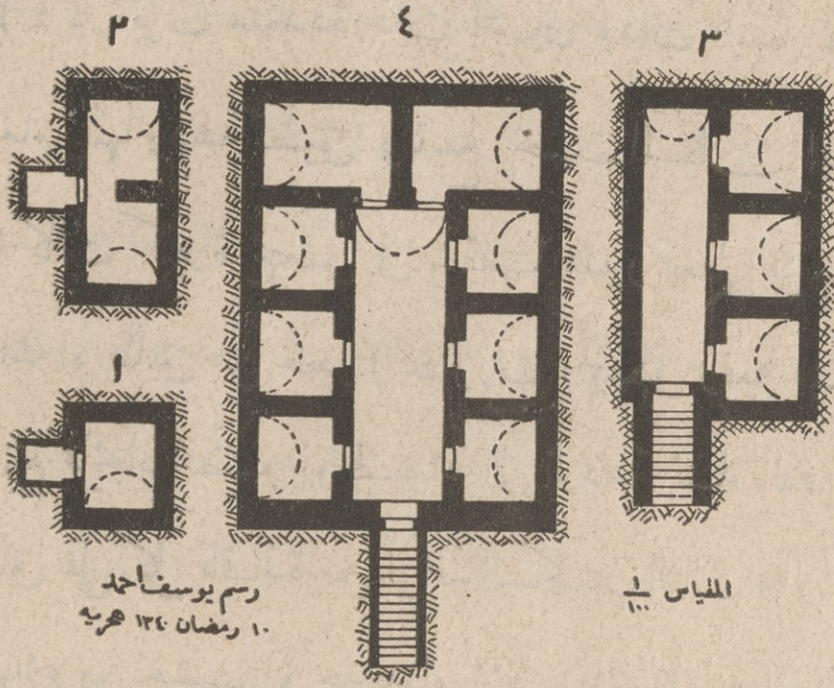 ٣ ٤ ٢
١
المقياس ١/١٠٠
رسم يوسف احمد
١٠ رمضان ١٣٤٠ هجريه